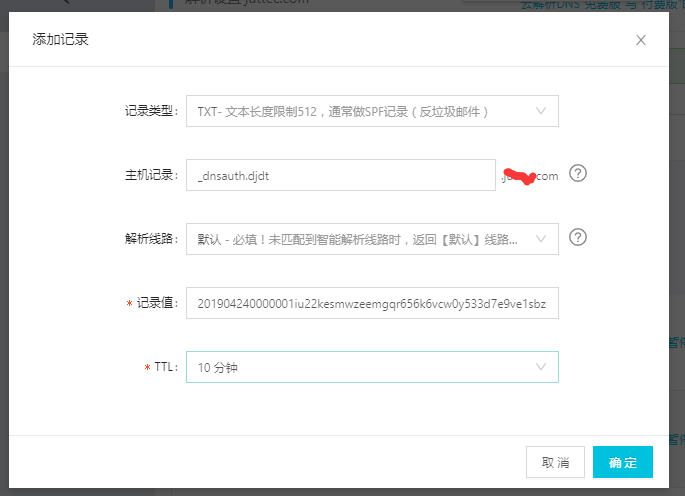 添加记录
记录类型:
TXT- 文本长度限制512，通常做SPF记录（反垃圾邮件）
主机记录:
_dnsauth.djdt
com
解析线路:
默认 - 必填！未匹配到智能解析线路时，返回【默认】线路...
* 记录值:
201904240000001iu22kesmwzeemgqr656k6vcw0y533d7e9ve1sbz
* TTL:
10 分钟
取 消
确 定